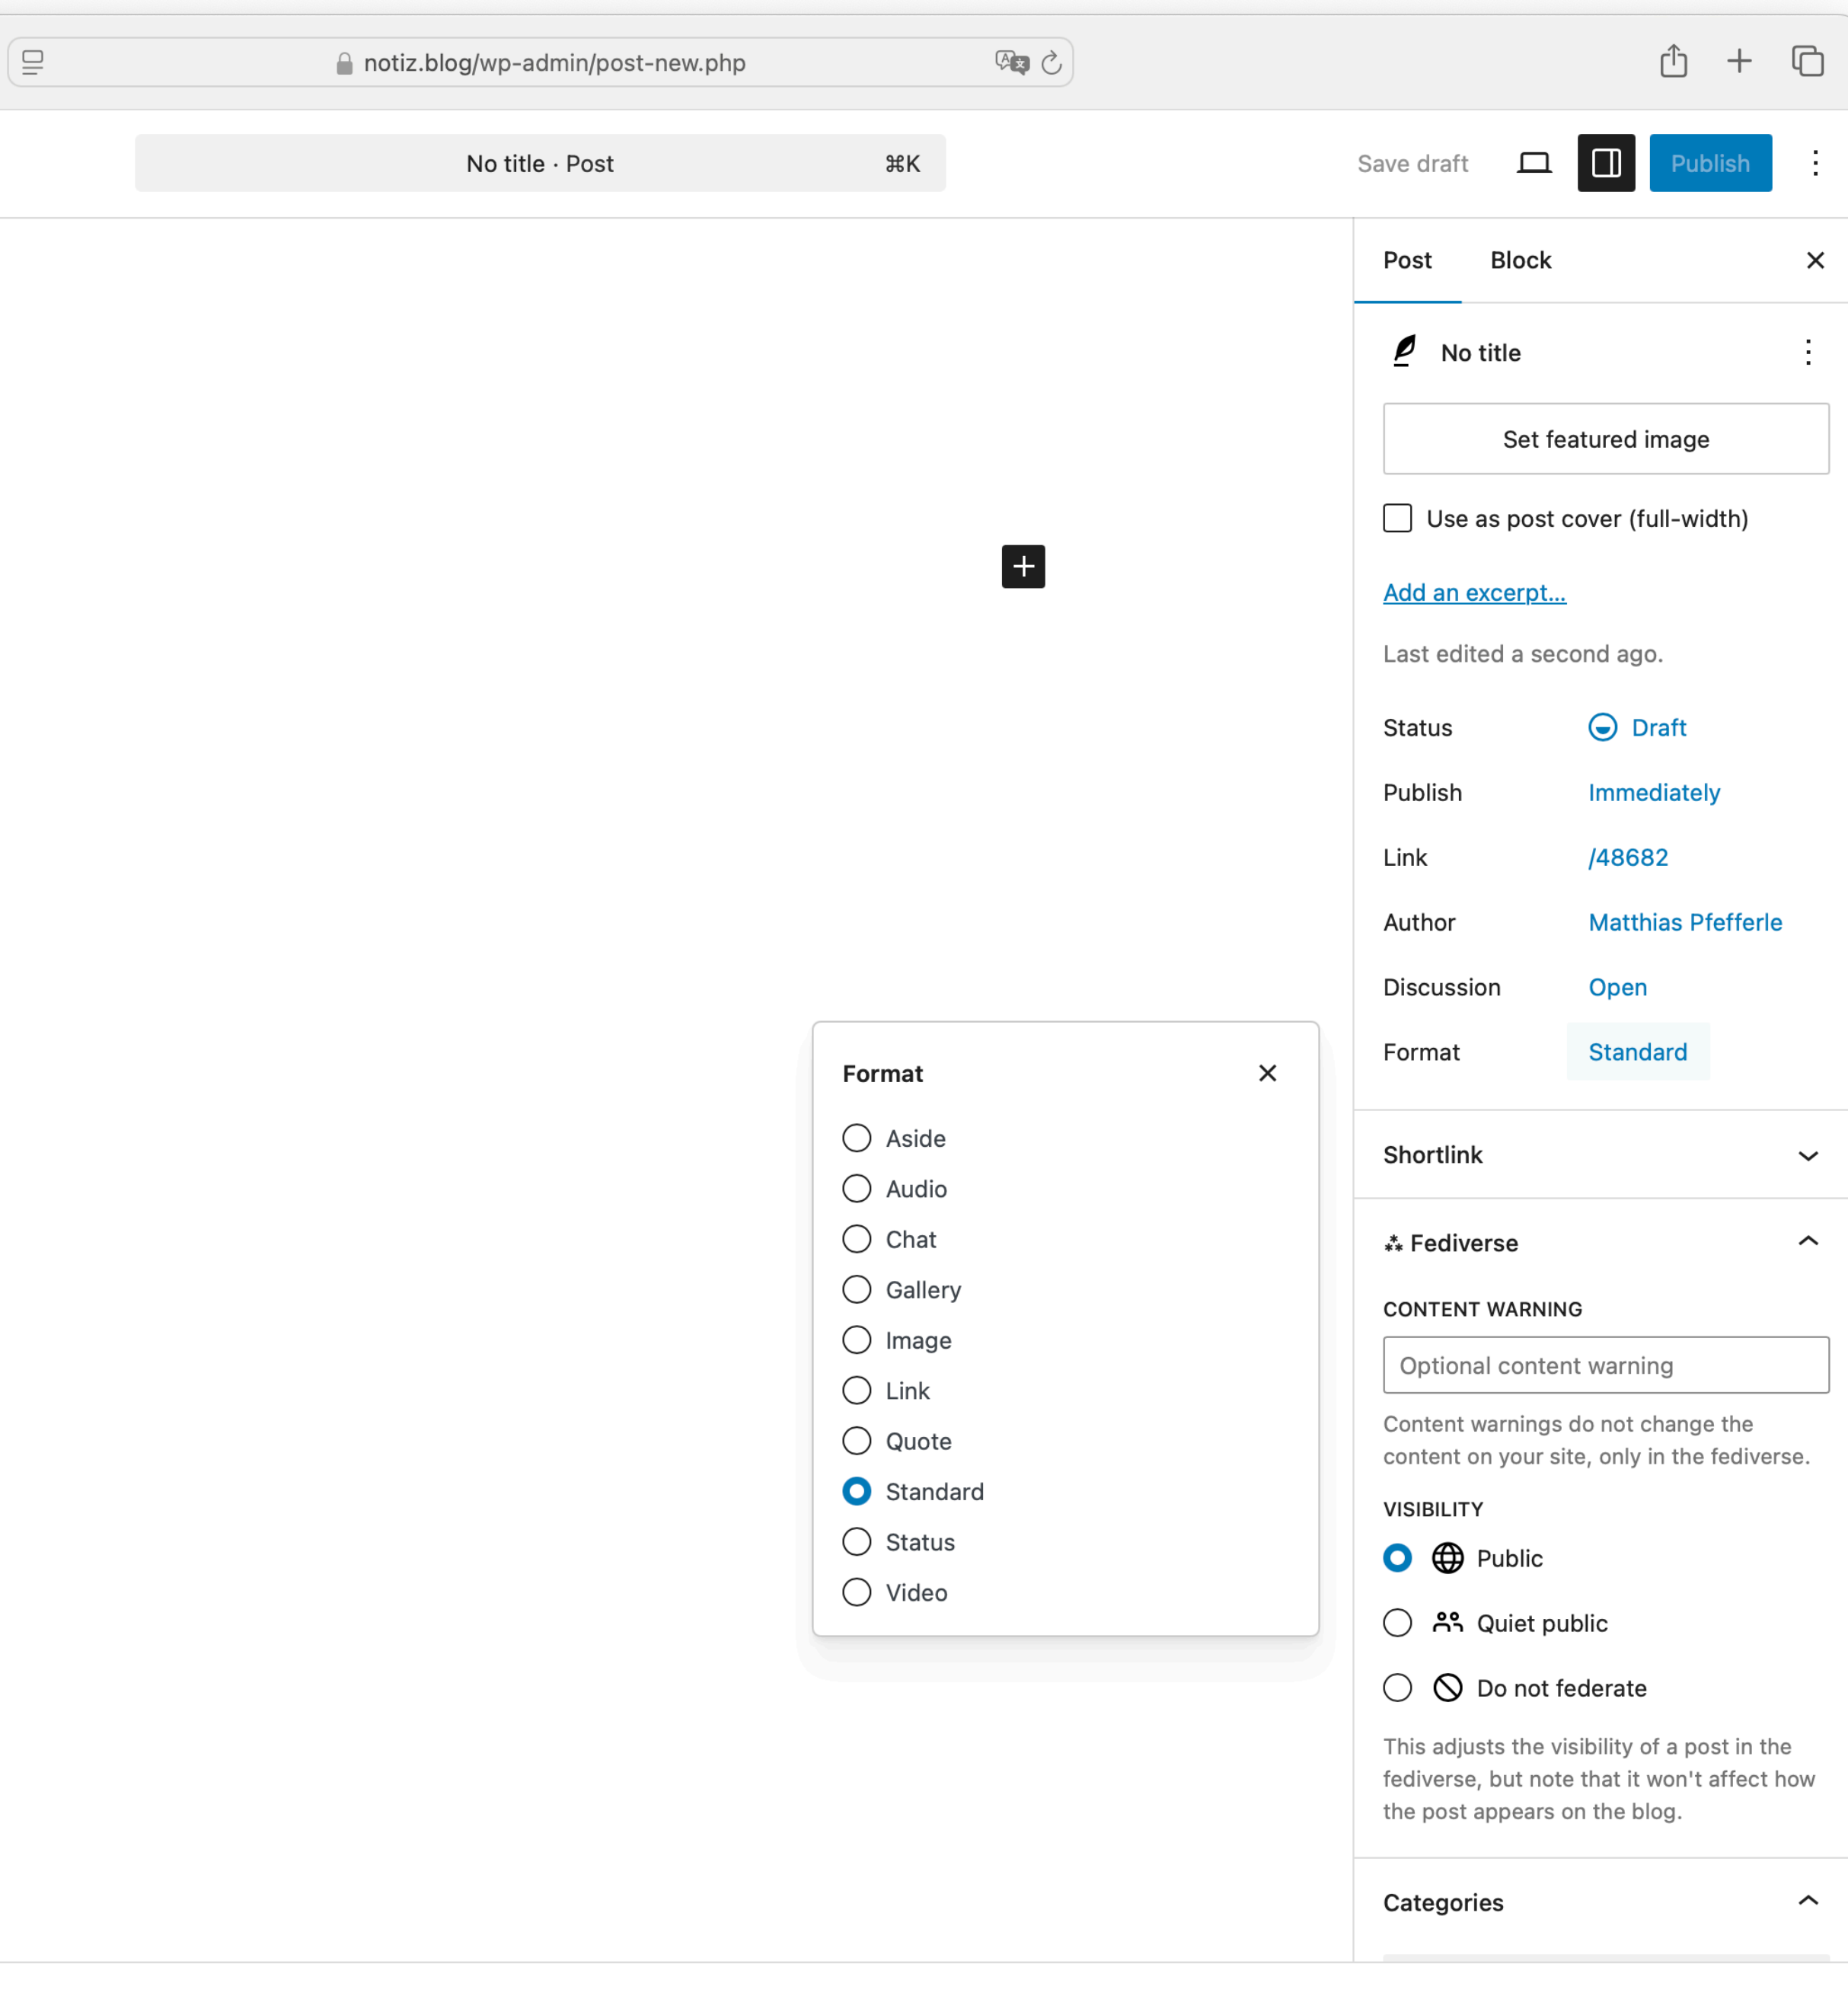 notiz.blog/wp-admin/post-new.php
No title · Post
⌘K
Save draft
Publish
Post
Block
No title
Set featured image
Use as post cover (full-width)
Add an excerpt…
Last edited a second ago.
Status
Draft
Publish
Immediately
Link
/48682
Author
Matthias Pfefferle
Discussion
Open
Format
Standard
Format
Aside
Audio
Chat
Gallery
Image
Link
Quote
Standard
Status
Video
Shortlink
Fediverse
CONTENT WARNING
Optional content warning
Content warnings do not change the
content on your site, only in the fediverse.
VISIBILITY
Public
Quiet public
Do not federate
This adjusts the visibility of a post in the
fediverse, but note that it won't affect how
the post appears on the blog.
Categories